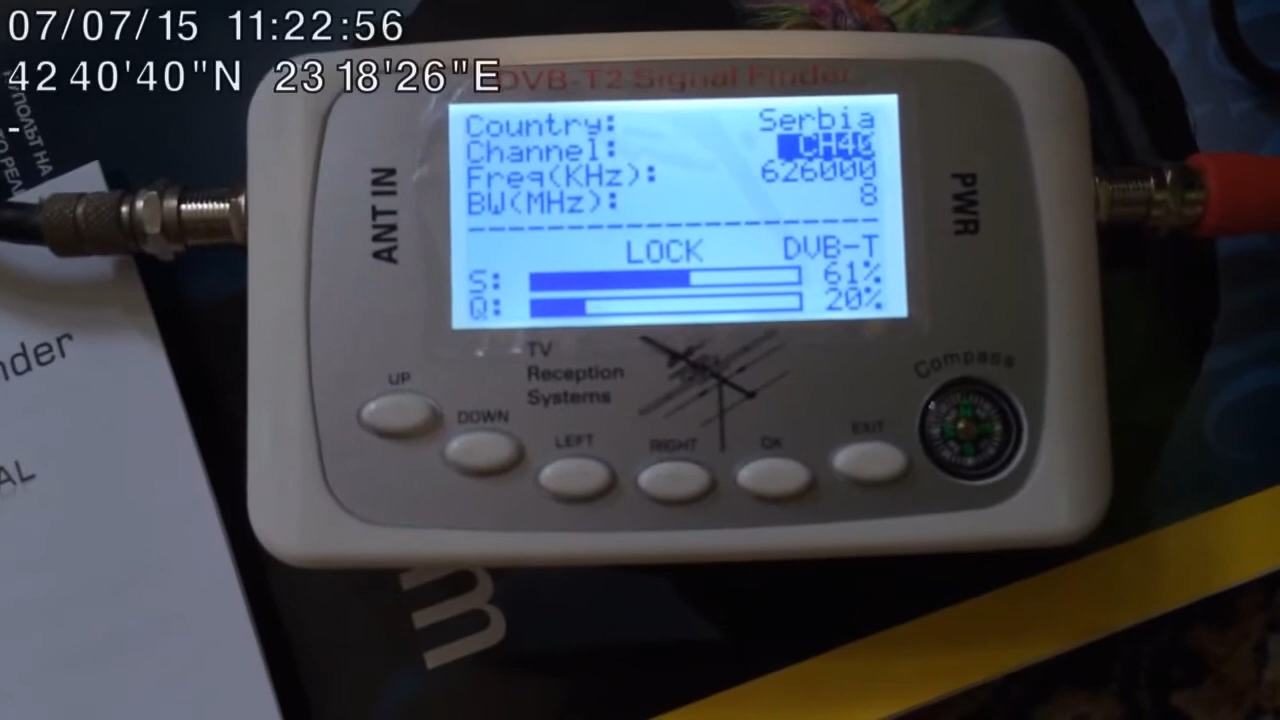 07/07/15 11:22:56
42 40'40"N 23 18'26"E
-
DVB-T2 Signal Finder
Country: Serbia
Channel: CH40
Freq(KHz): 626000
BW(MHz): 8
LOCK DVB-T
S: 61%
Q: 20%
ANT IN
PWR
TV
Reception
Systems
Compass
UP
DOWN
LEFT
RIGHT
OK
EXIT
nder
AL
m